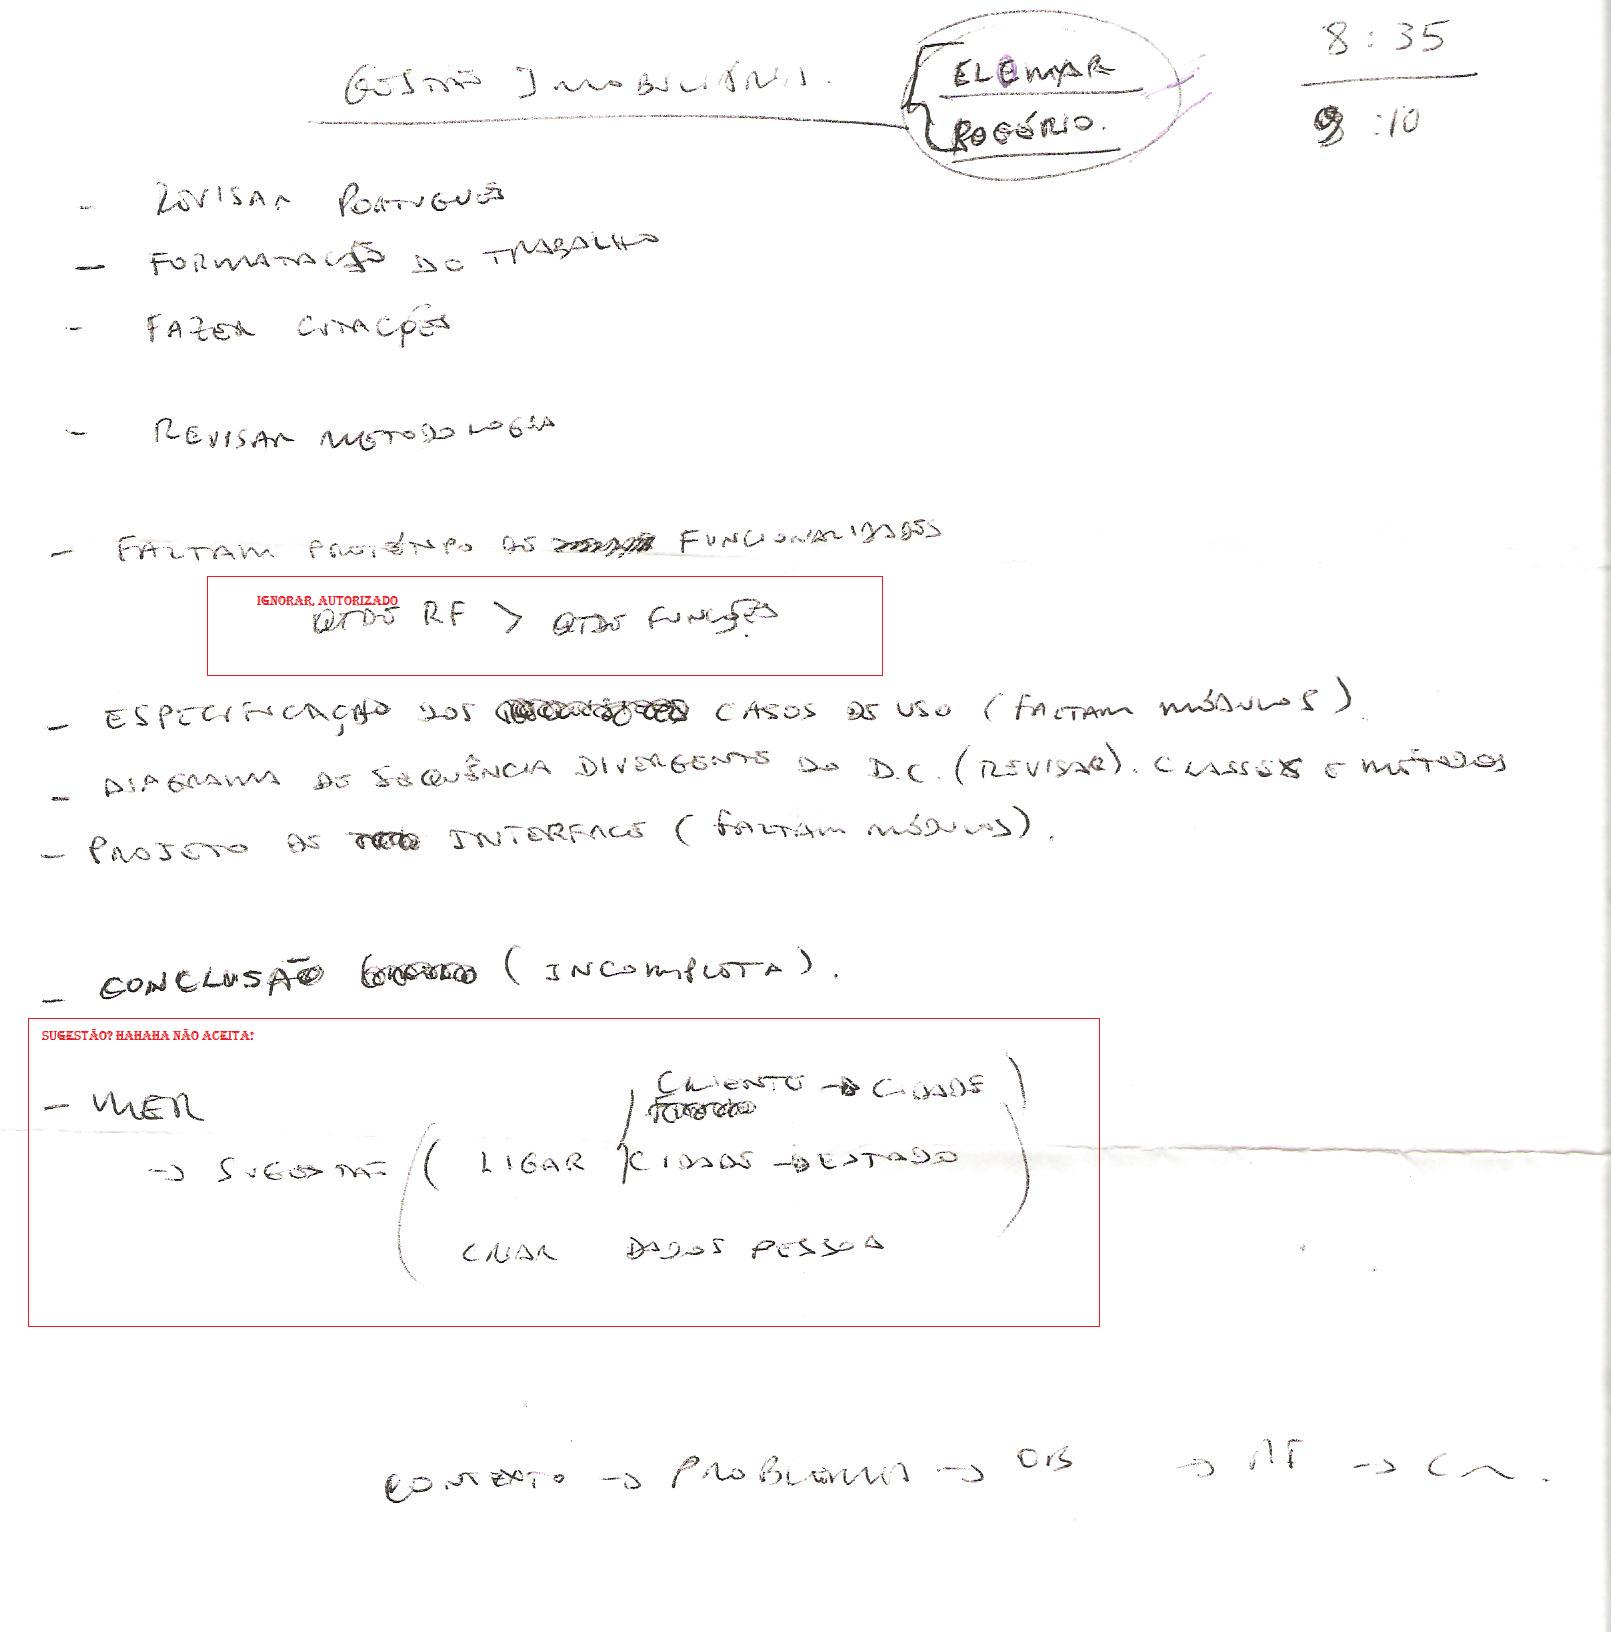 GESTÃO IMOBILIÁRIA.
ELEMAR
ROGÉRIO.
8:35
9:10
- REVISAR PORTUGUÊS
- FORMATAÇÃO DO TRABALHO
- FAZER CITAÇÕES
- REVISAR METODOLOGIA
- FALTAM PROTÓTIPO DE FUNCIONALIDADES
IGNORAR, AUTORIZADO
QTDE RF > QTDE FUNÇÕES
- ESPECIFICAÇÃO DOS CASOS DE USO (FALTAM MÓDULOS).
- DIAGRAMA DE SEQUÊNCIA DIVERGENTE DO D.C. (REVISAR). CLASSES E MÉTODOS
- PROJETO DE INTERFACE (FALTAM MÓDULOS).
- CONCLUSÃO (INCOMPLETA).
SUGESTÃO? HAHAHA NÃO ACEITA!
- MER
CLIENTE → CIDADE
→ SUGESTÃO ( LIGAR CIDADE → ESTADO
CRIAR DADOS PESSOA
CONTEXTO → PROBLEMA → OB →